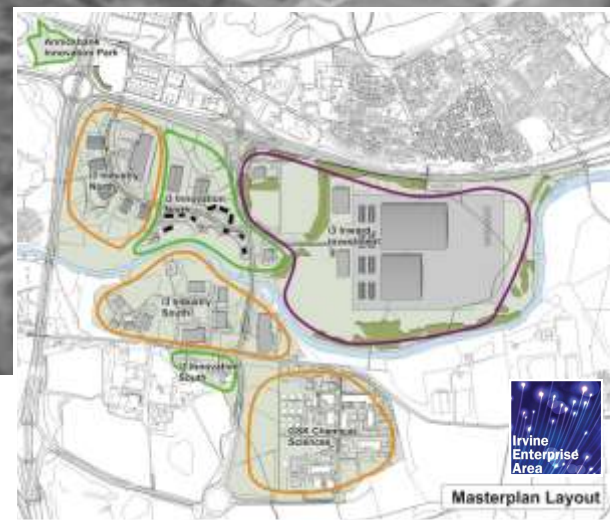 Annickbank
Innovation Park
i3 Industry
North
i3 Innovation
North
i3 Inward
Investment
i3 Industry
South
i3 Innovation
South
GSK Chemical
Sciences
Irvine
Enterprise
Area
Masterplan Layout